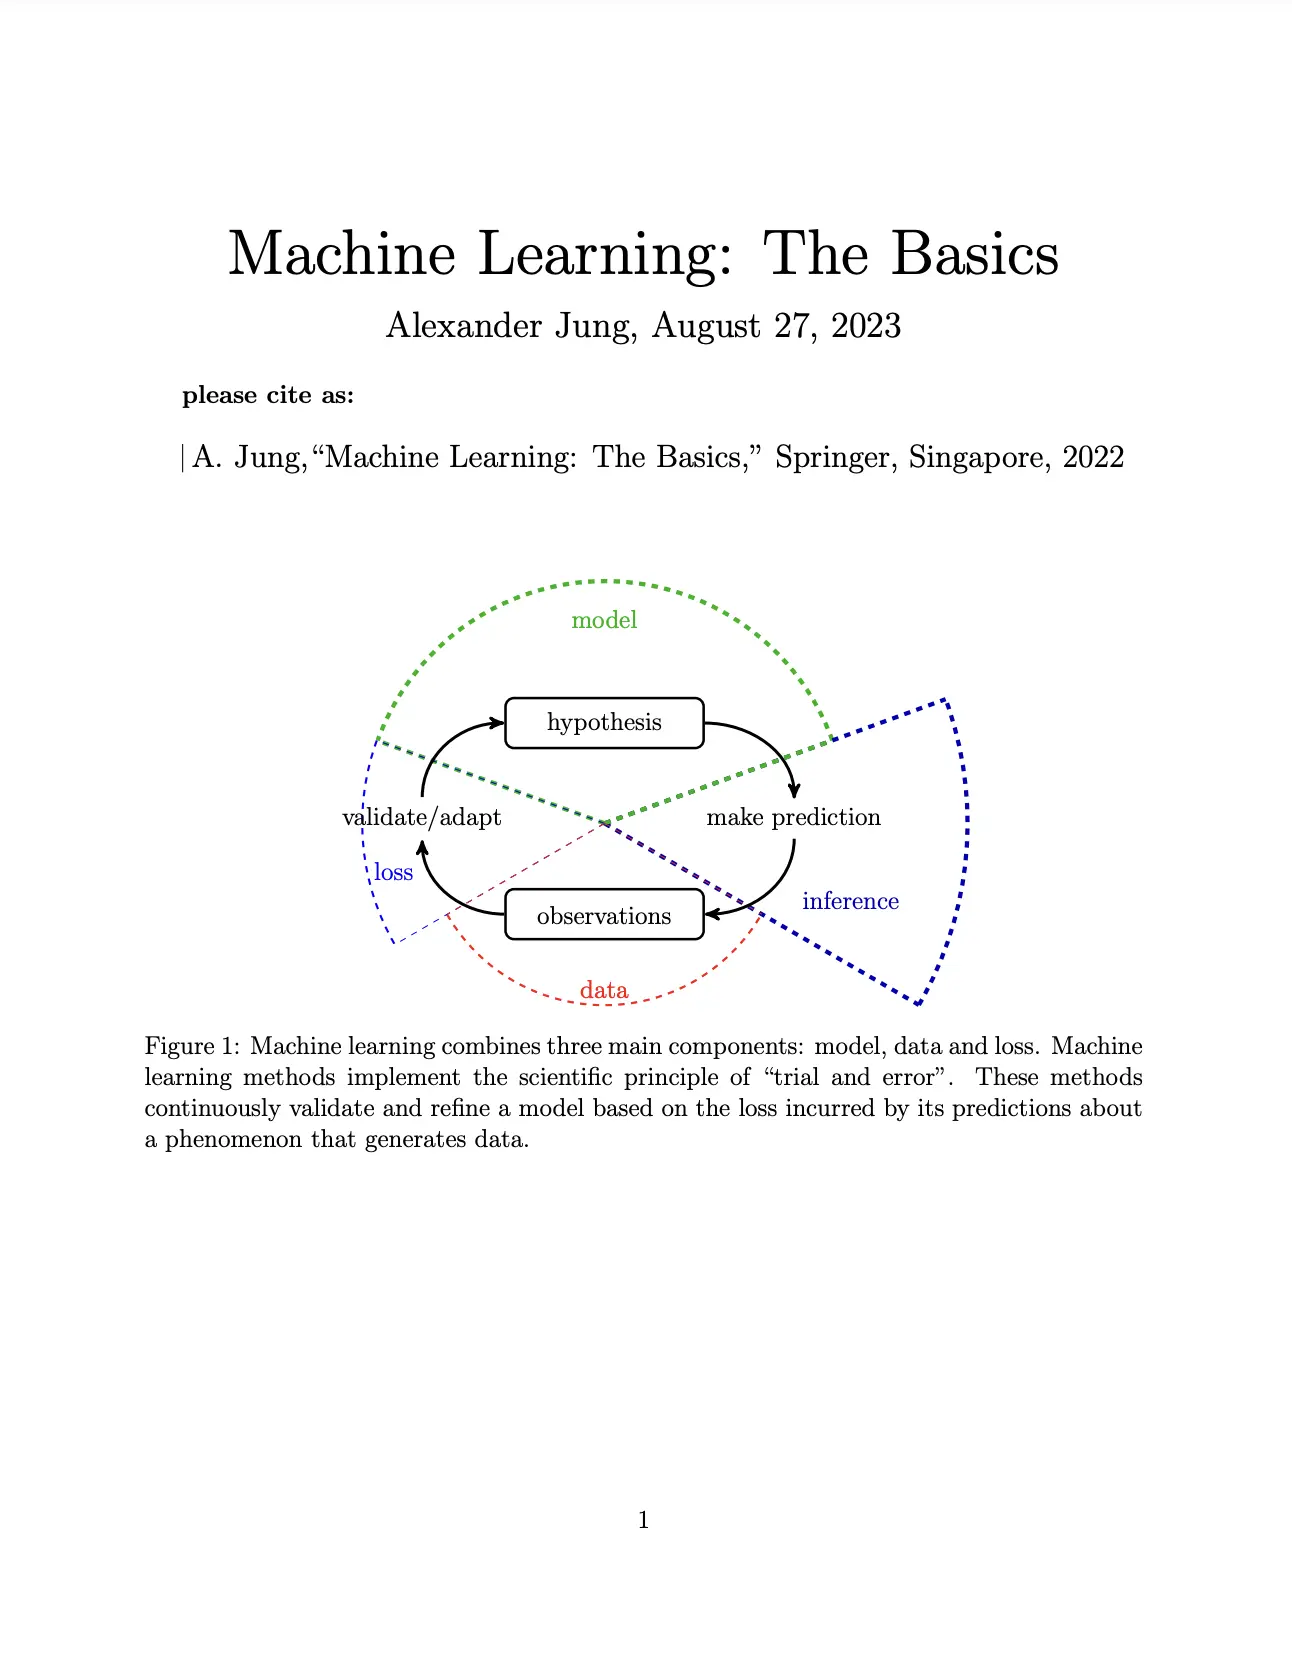 Machine Learning: The Basics
Alexander Jung, August 27, 2023
please cite as:
A. Jung,“Machine Learning: The Basics,” Springer, Singapore, 2022
model
hypothesis
validate/adapt
make prediction
loss
inference
observations
data
Figure 1: Machine learning combines three main components: model, data and loss. Machine
learning methods implement the scientific principle of “trial and error”. These methods
continuously validate and refine a model based on the loss incurred by its predictions about
a phenomenon that generates data.
1